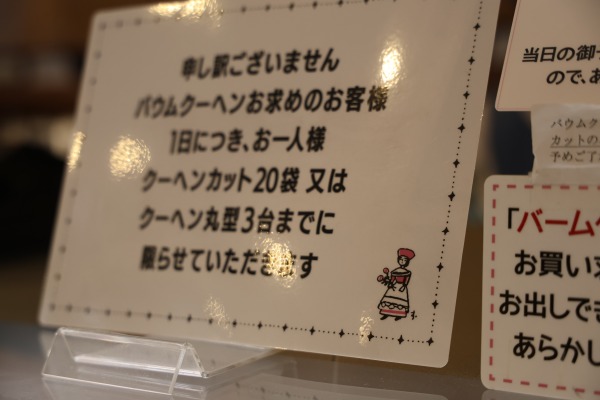 申し訳ございません
バウムクーヘンお求めのお客様
1日につき、お一人様
クーヘンカット20袋 又は
クーヘン丸型3台までに
限らせていただきます
当日の御
ので、あ
バウムク
カットの
予めご了
「バーム
お買い
お出しでき
あらかし